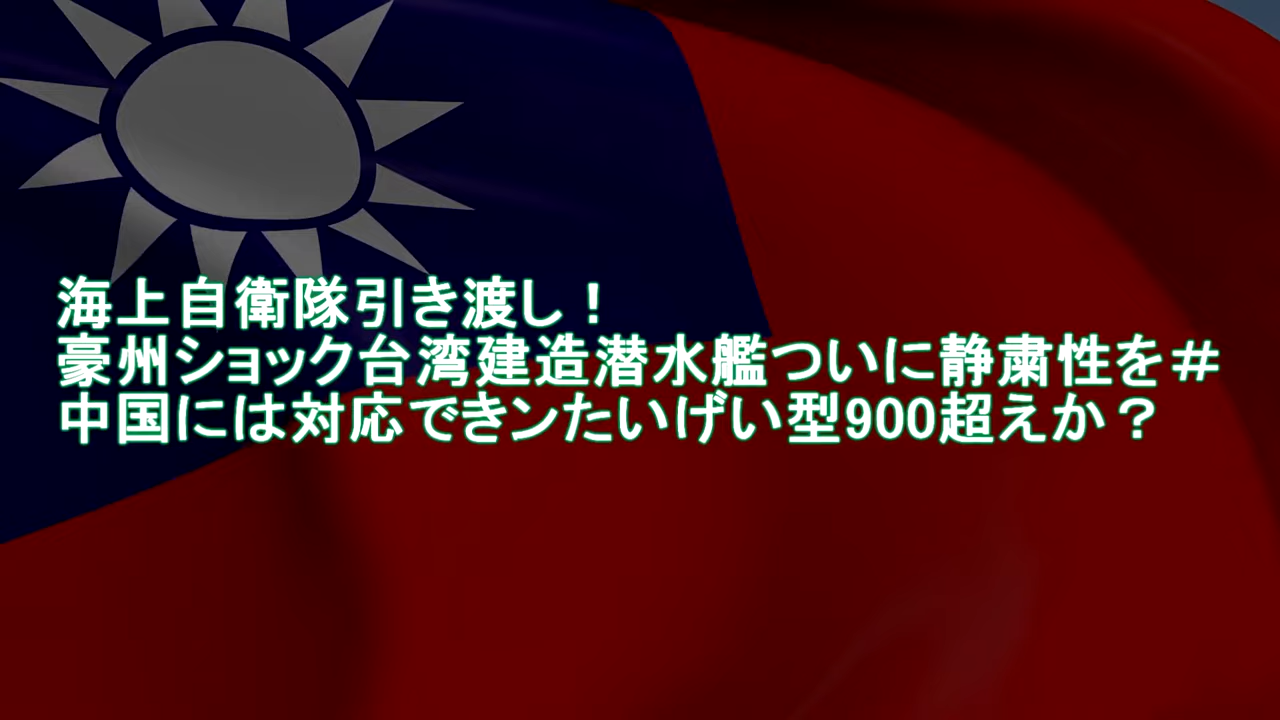 海上自衛隊引き渡し！
豪州ショック台湾建造潜水艦ついに静粛性を＃
中国には対応できンたいげい型900超えか？